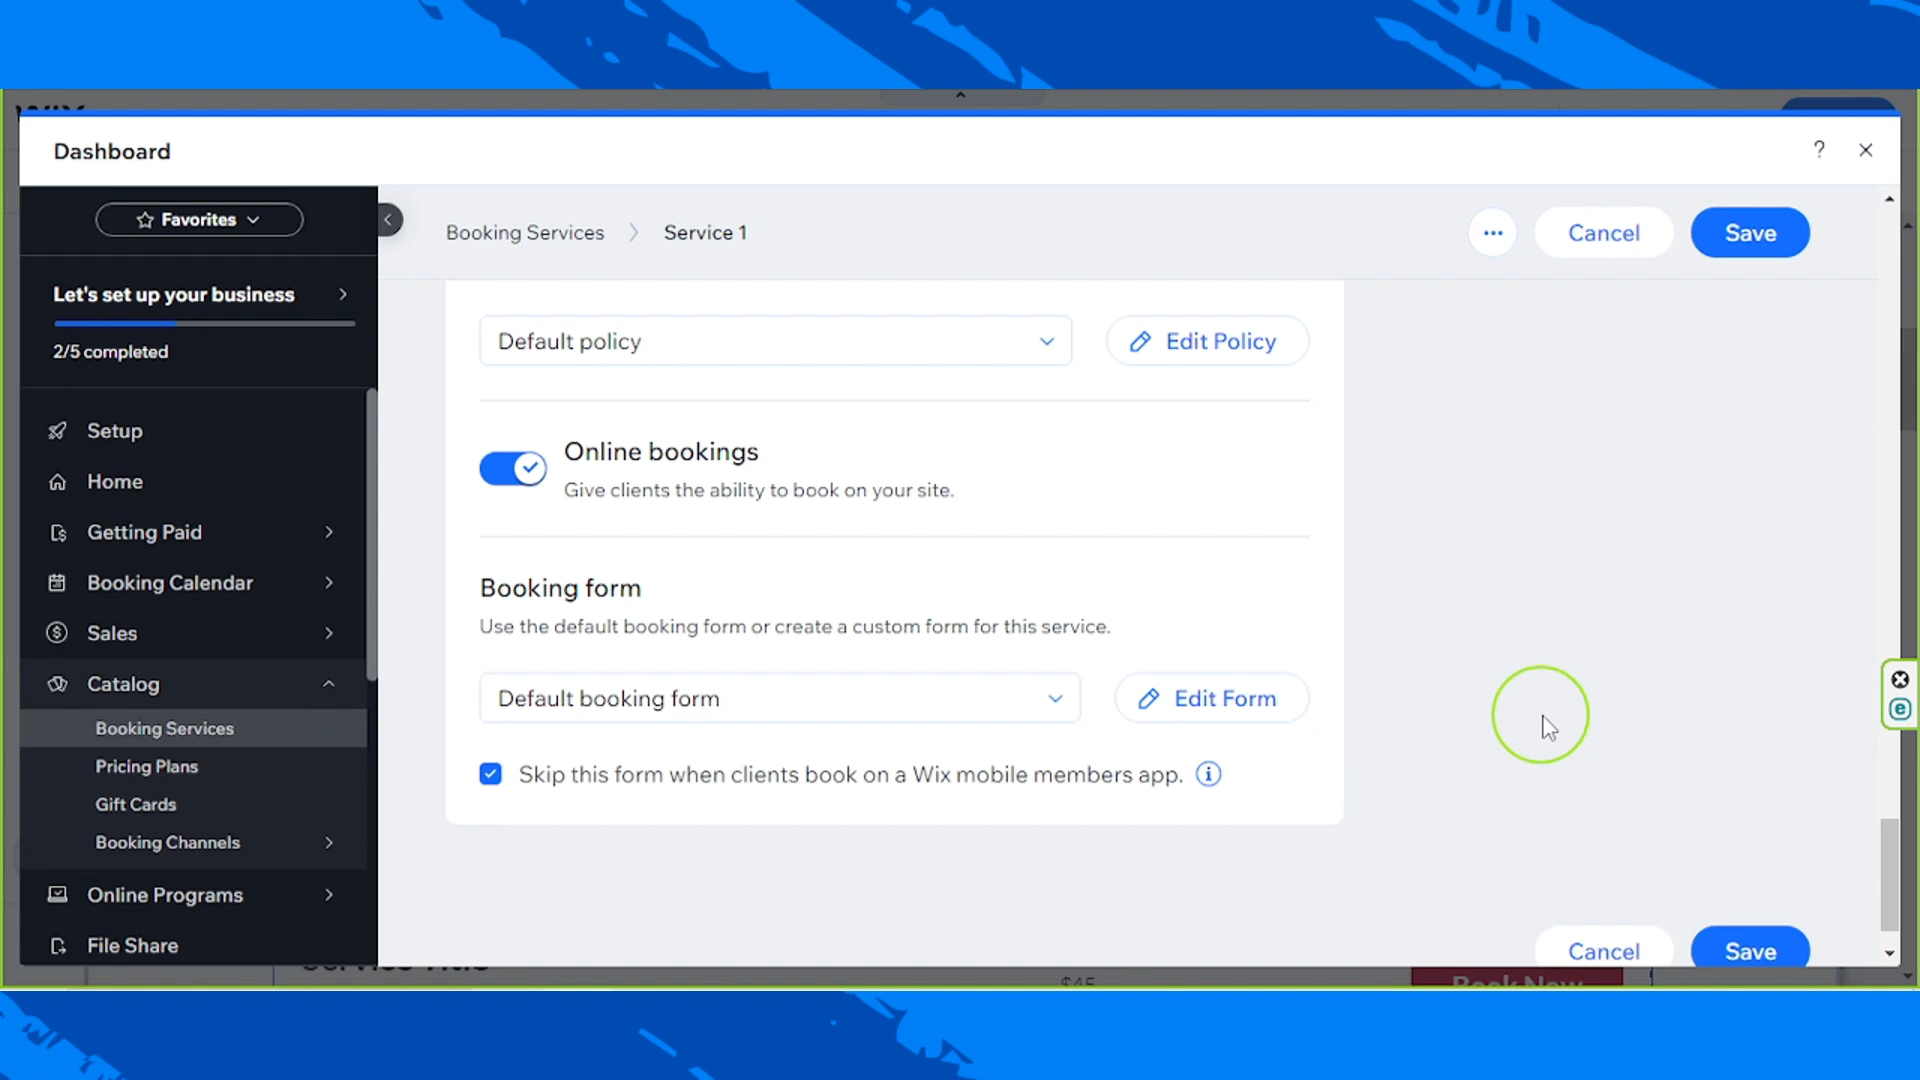 Dashboard
?
Favorites
Booking Services
Service 1
Cancel
Save
Let's set up your business
2/5 completed
Default policy
Edit Policy
Setup
Online bookings
Give clients the ability to book on your site.
Home
Getting Paid
Booking Calendar
Booking form
Use the default booking form or create a custom form for this service.
Sales
Catalog
Default booking form
Edit Form
Booking Services
Pricing Plans
Skip this form when clients book on a Wix mobile members app.
Gift Cards
Booking Channels
Online Programs
File Share
Cancel
Save
$45
Book Now